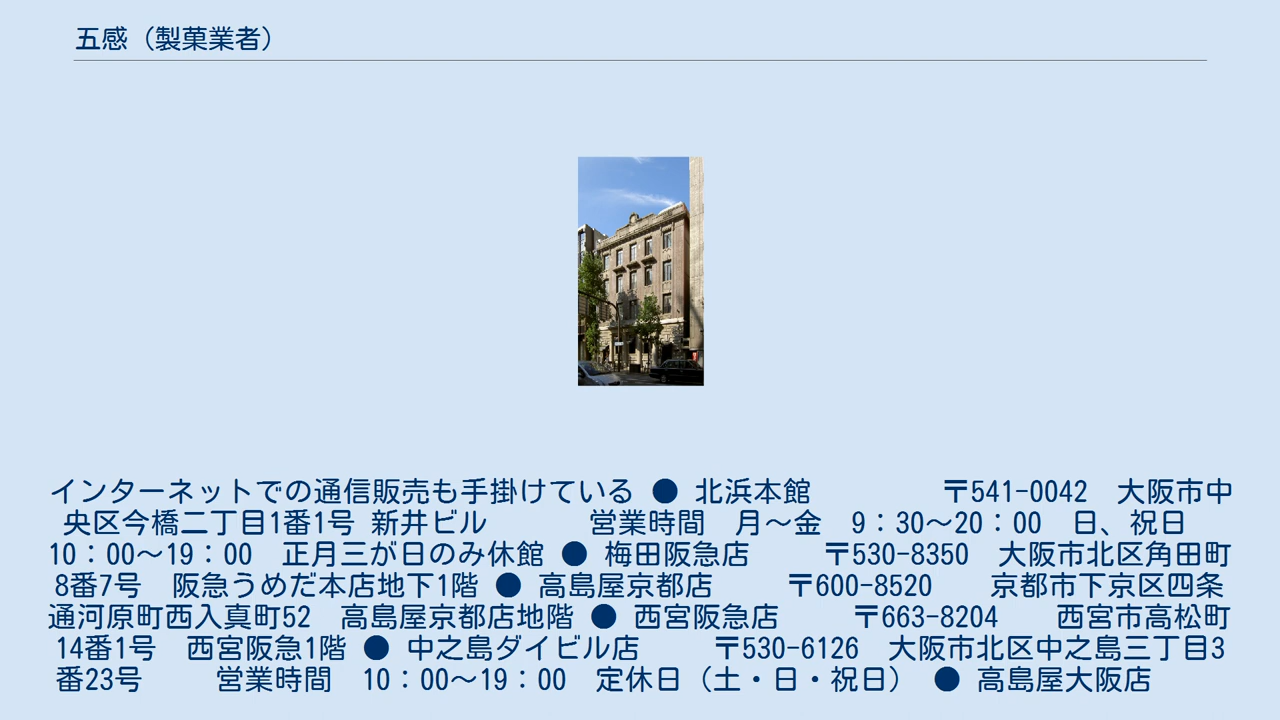 五感（製菓業者）
インターネットでの通信販売も手掛けている ● 北浜本館　　　　　〒541-0042　大阪市中
央区今橋二丁目1番1号 新井ビル　　　　営業時間　月〜金　9：30〜20：00　日、祝日
10：00〜19：00　正月三が日のみ休館 ● 梅田阪急店　　　〒530-8350　大阪市北区角田町
8番7号　阪急うめだ本店地下1階 ● 高島屋京都店　　　〒600-8520　　京都市下京区四条
通河原町西入真町52　高島屋京都店地階 ● 西宮阪急店　　　〒663-8204　　西宮市高松町
14番1号　西宮阪急1階 ● 中之島ダイビル店　　　〒530-6126　大阪市北区中之島三丁目3
番23号　　　営業時間　10：00〜19：00　定休日（土・日・祝日） ● 高島屋大阪店